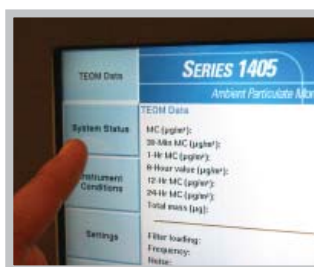 TEOM Data
SERIES 1405
Ambient Particulate Mon
TEOM Data
System Status
MC (µg/m³):
30-Min MC (µg/m³):
1-Hr MC (µg/m³):
8-Hour value (µg/m³):
12-Hr MC (µg/m³):
24-Hr MC (µg/m³):
Total mass (µg):
Instrument
Conditions
Settings
Filter loading:
Frequency:
Noise: